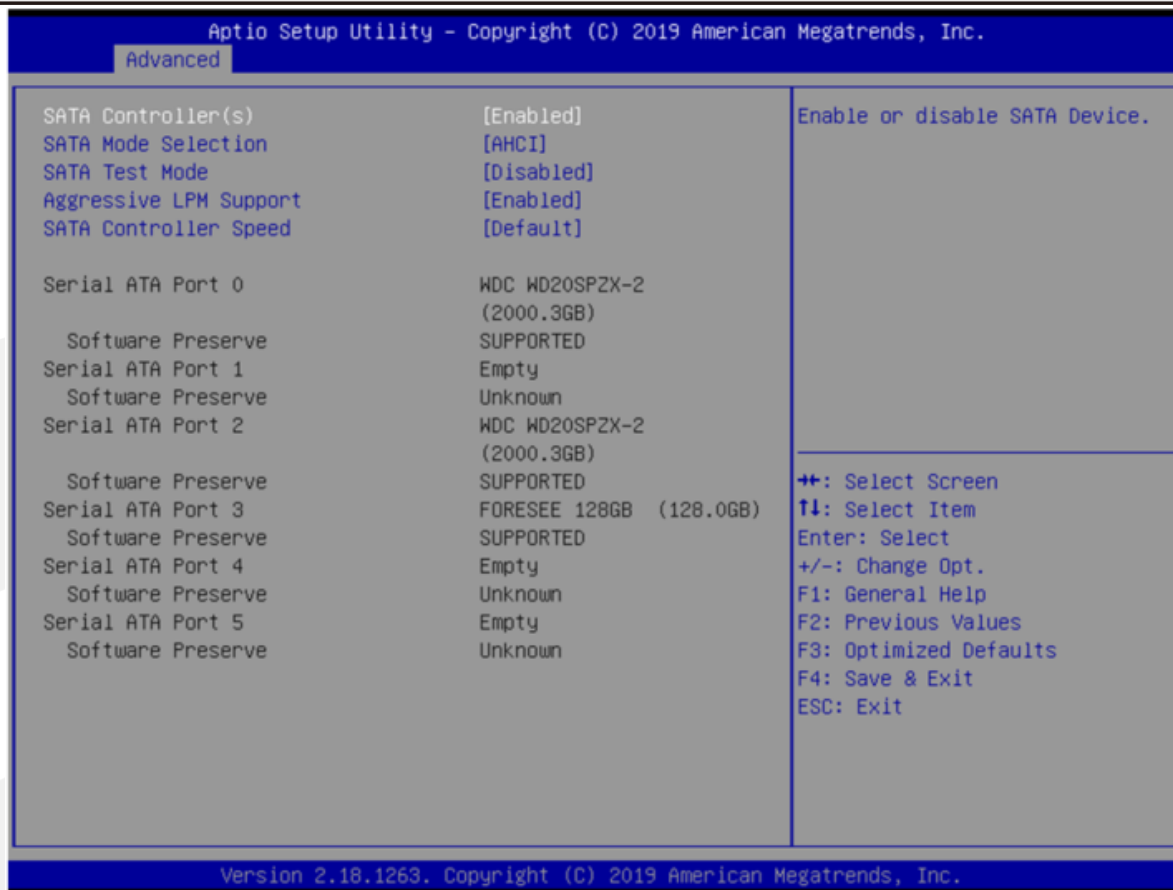 Aptio Setup Utility – Copyright (C) 2019 American Megatrends, Inc.
Advanced
SATA Controller(s) [Enabled]
SATA Mode Selection [AHCI]
SATA Test Mode [Disabled]
Aggressive LPM Support [Enabled]
SATA Controller Speed [Default]
Serial ATA Port 0 WDC WD20SPZX-2
(2000.3GB)
Software Preserve SUPPORTED
Serial ATA Port 1 Empty
Software Preserve Unknown
Serial ATA Port 2 WDC WD20SPZX-2
(2000.3GB)
Software Preserve SUPPORTED
Serial ATA Port 3 FORESEE 128GB (128.0GB)
Software Preserve SUPPORTED
Serial ATA Port 4 Empty
Software Preserve Unknown
Serial ATA Port 5 Empty
Software Preserve Unknown
Enable or disable SATA Device.
→←: Select Screen
↑↓: Select Item
Enter: Select
+/-: Change Opt.
F1: General Help
F2: Previous Values
F3: Optimized Defaults
F4: Save & Exit
ESC: Exit
Version 2.18.1263. Copyright (C) 2019 American Megatrends, Inc.